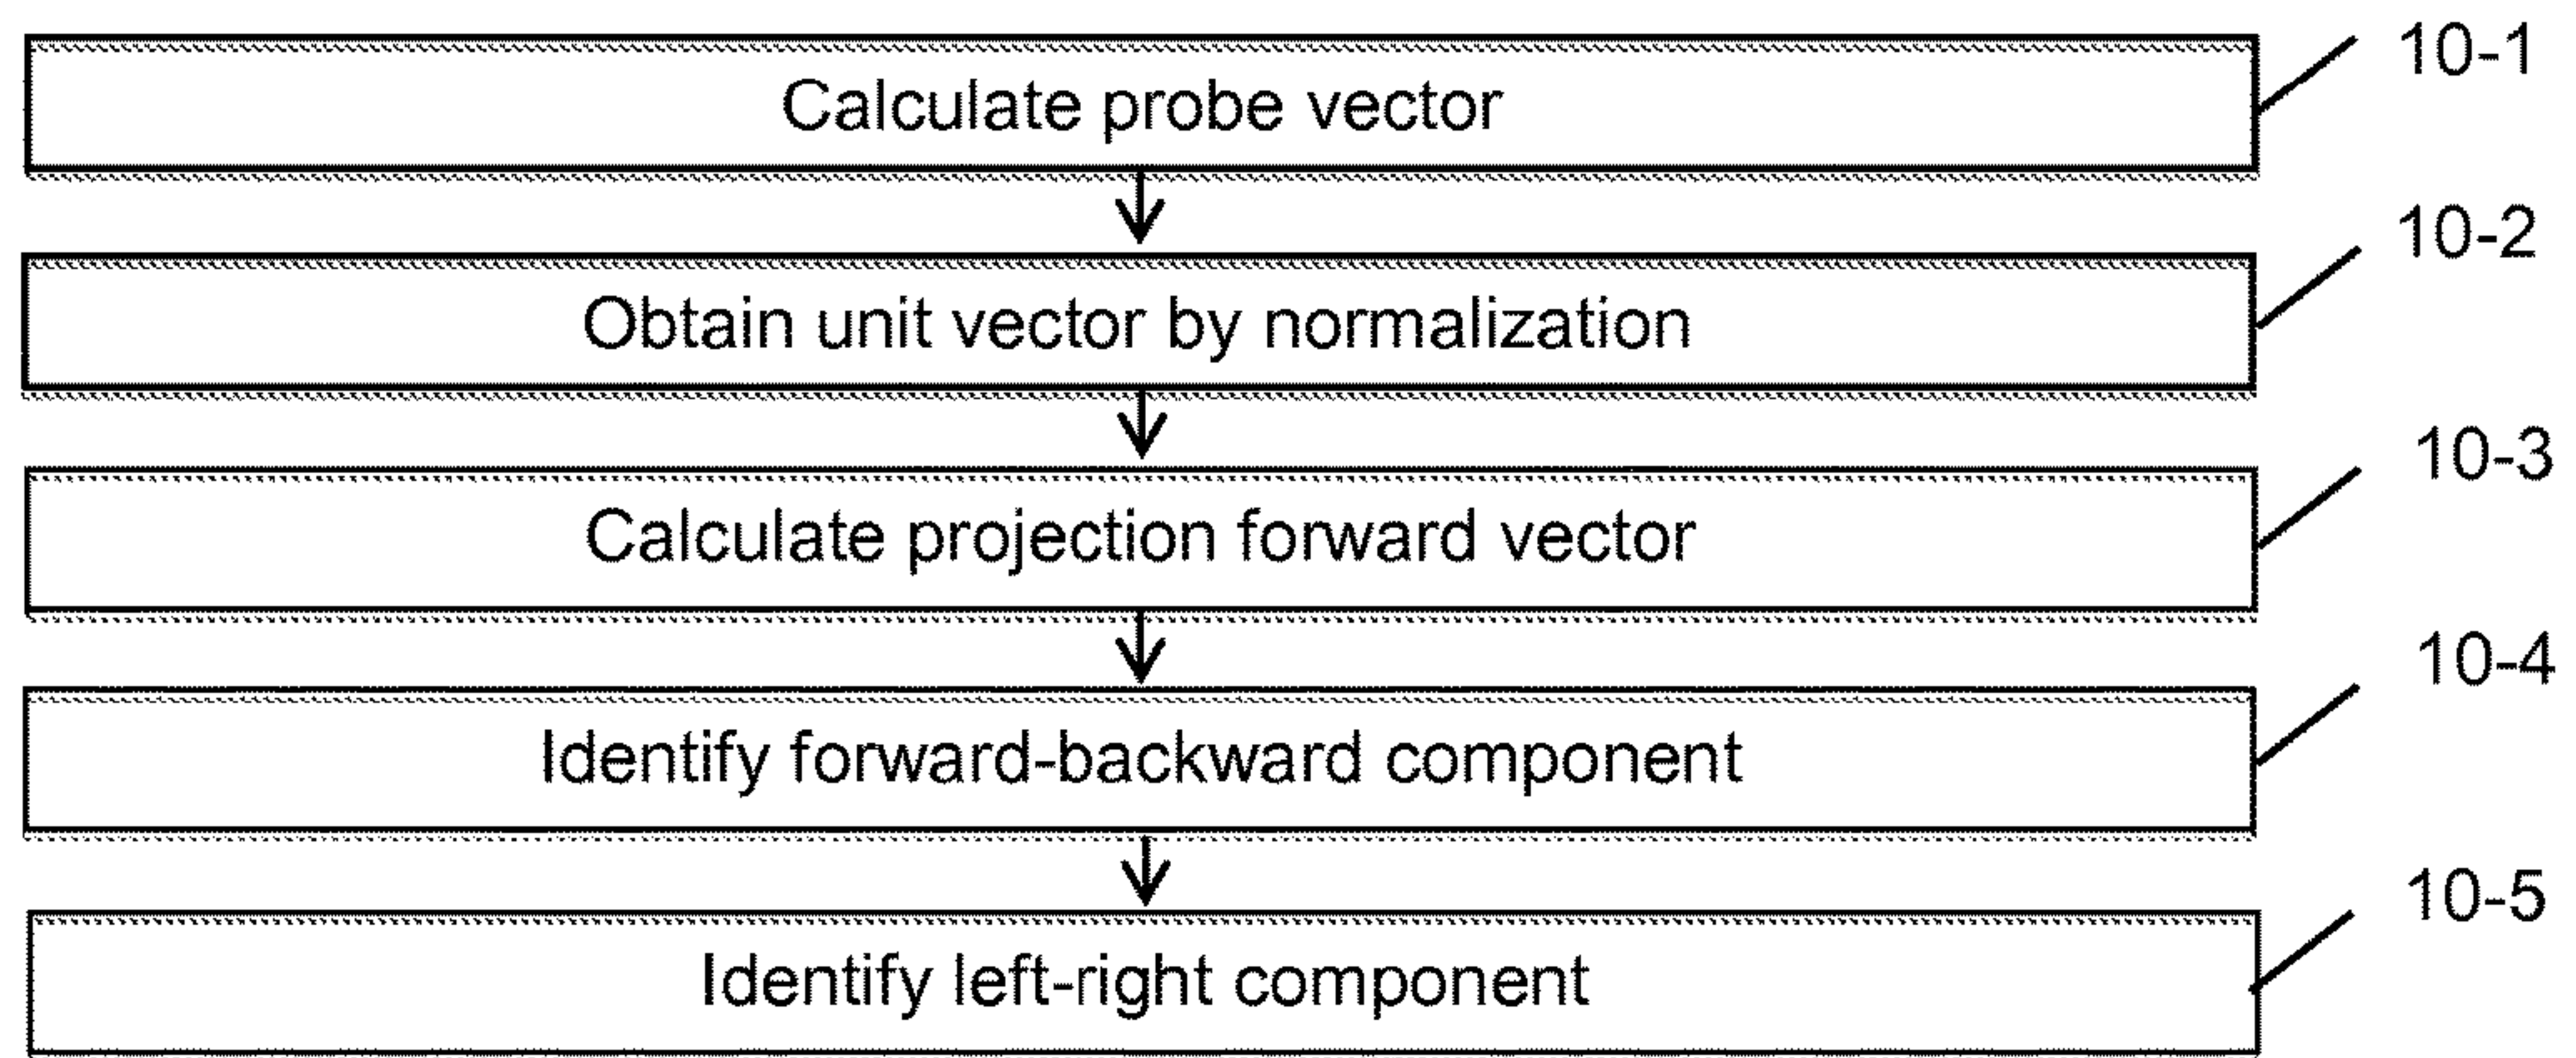 Calculate probe vector
10-1
Obtain unit vector by normalization
10-2
Calculate projection forward vector
10-3
Identify forward-backward component
10-4
Identify left-right component
10-5